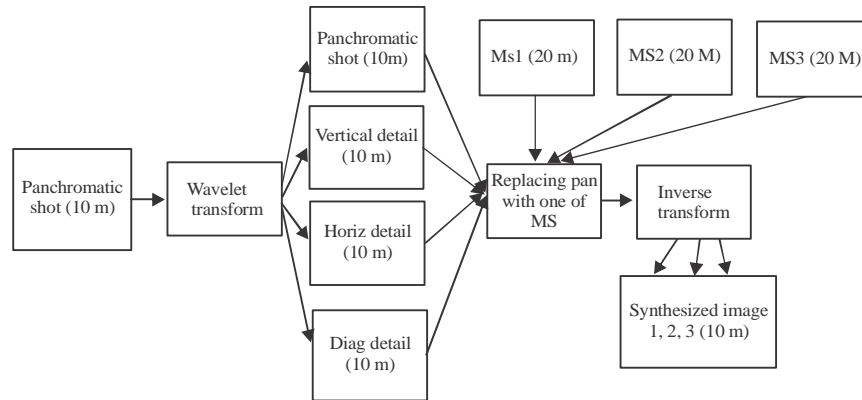 Panchromatic
shot (10 m)
Wavelet
transform
Panchromatic
shot (10m)
Vertical detail
(10 m)
Horiz detail
(10 m)
Diag detail
(10 m)
Ms1 (20 m)
MS2 (20 M)
MS3 (20 M)
Replacing pan
with one of
MS
Inverse
transform
Synthesized image
1, 2, 3 (10 m)